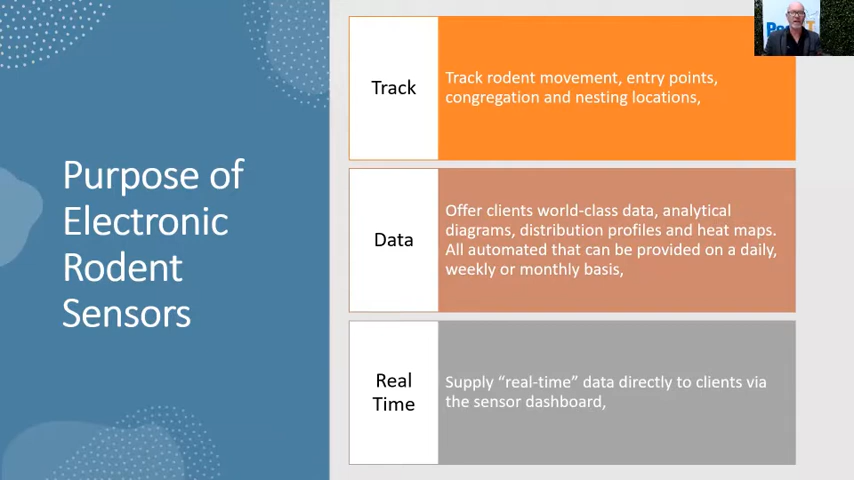 Purpose of
Electronic
Rodent
Sensors
Track
Track rodent movement, entry points,
congregation and nesting locations,
Data
Offer clients world-class data, analytical
diagrams, distribution profiles and heat maps.
All automated that can be provided on a daily,
weekly or monthly basis,
Real
Time
Supply “real-time” data directly to clients via
the sensor dashboard,